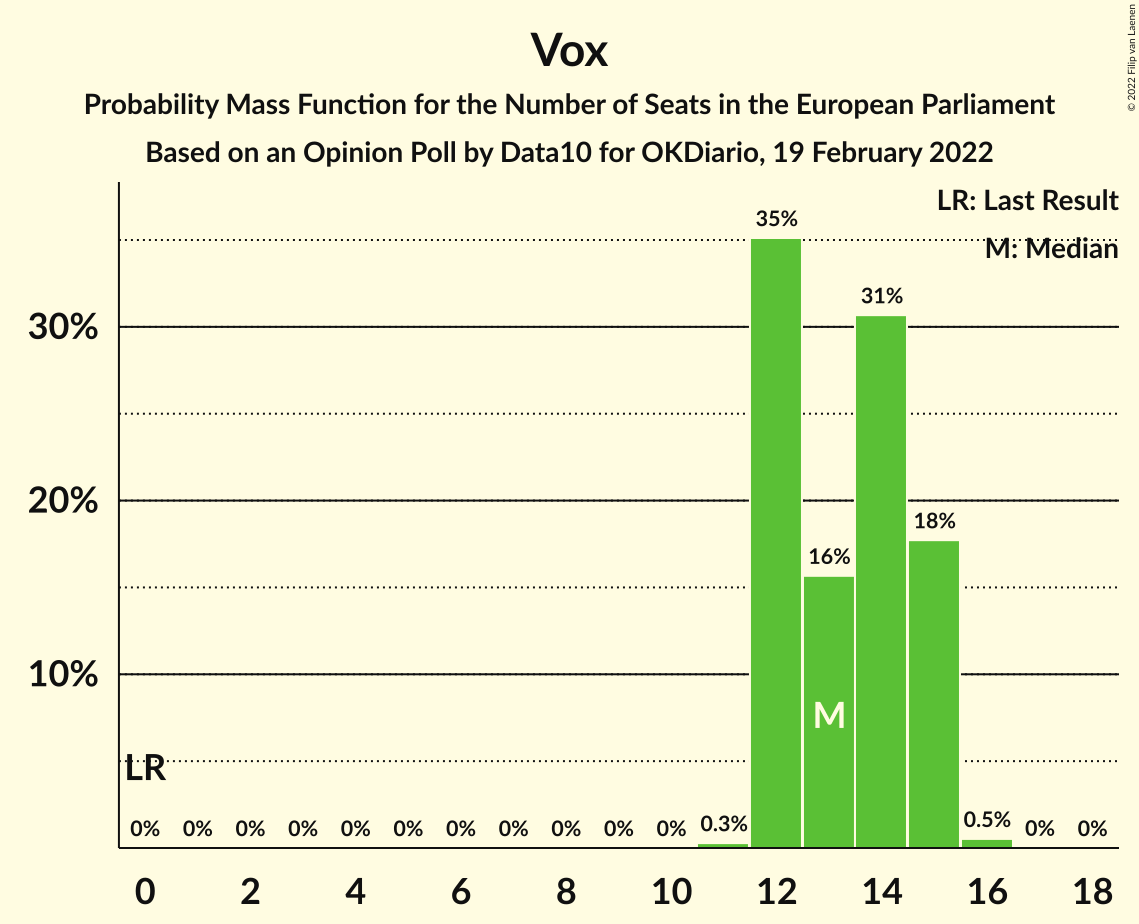 Vox
Probability Mass Function for the Number of Seats in the European Parliament
Based on an Opinion Poll by Data10 for OKDiario, 19 February 2022
© 2022 Filip van Laenen
LR: Last Result
M: Median
35%
31%
30%
20%
18%
16%
10%
M
LR
0% 0% 0% 0% 0% 0% 0% 0% 0% 0% 0% 0.3% 0.5% 0% 0%
0 2 4 6 8 10 12 14 16 18